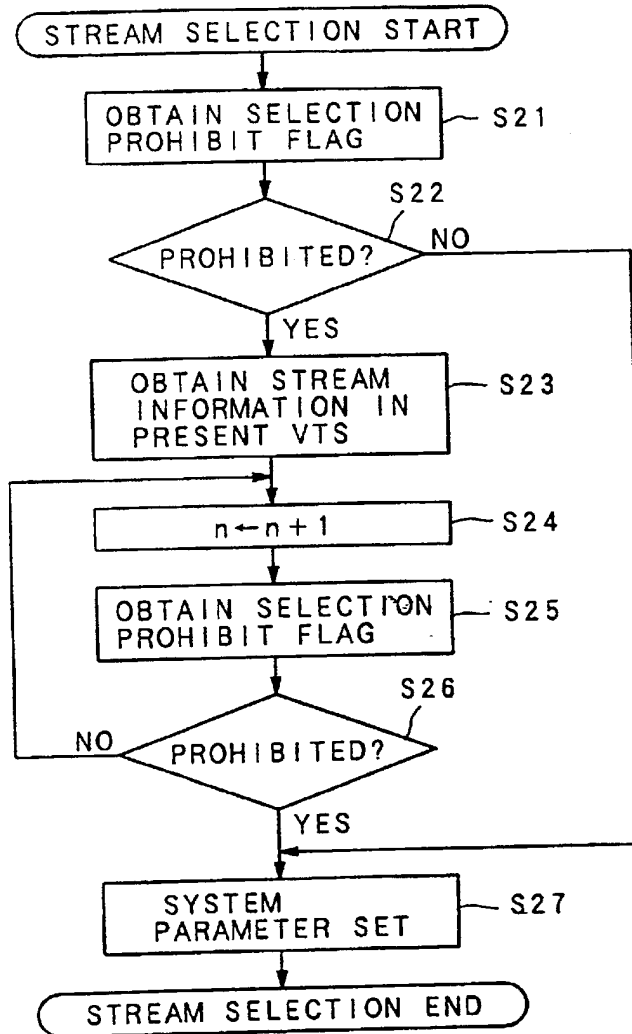 STREAM SELECTION START
OBTAIN SELECTION
PROHIBIT FLAG
S21
S22
PROHIBITED?
NO
YES
OBTAIN STREAM
INFORMATION IN
PRESENT VTS
S23
n←n+1
S24
OBTAIN SELECTION
PROHIBIT FLAG
S25
S26
NO
PROHIBITED?
YES
SYSTEM
PARAMETER SET
S27
STREAM SELECTION END